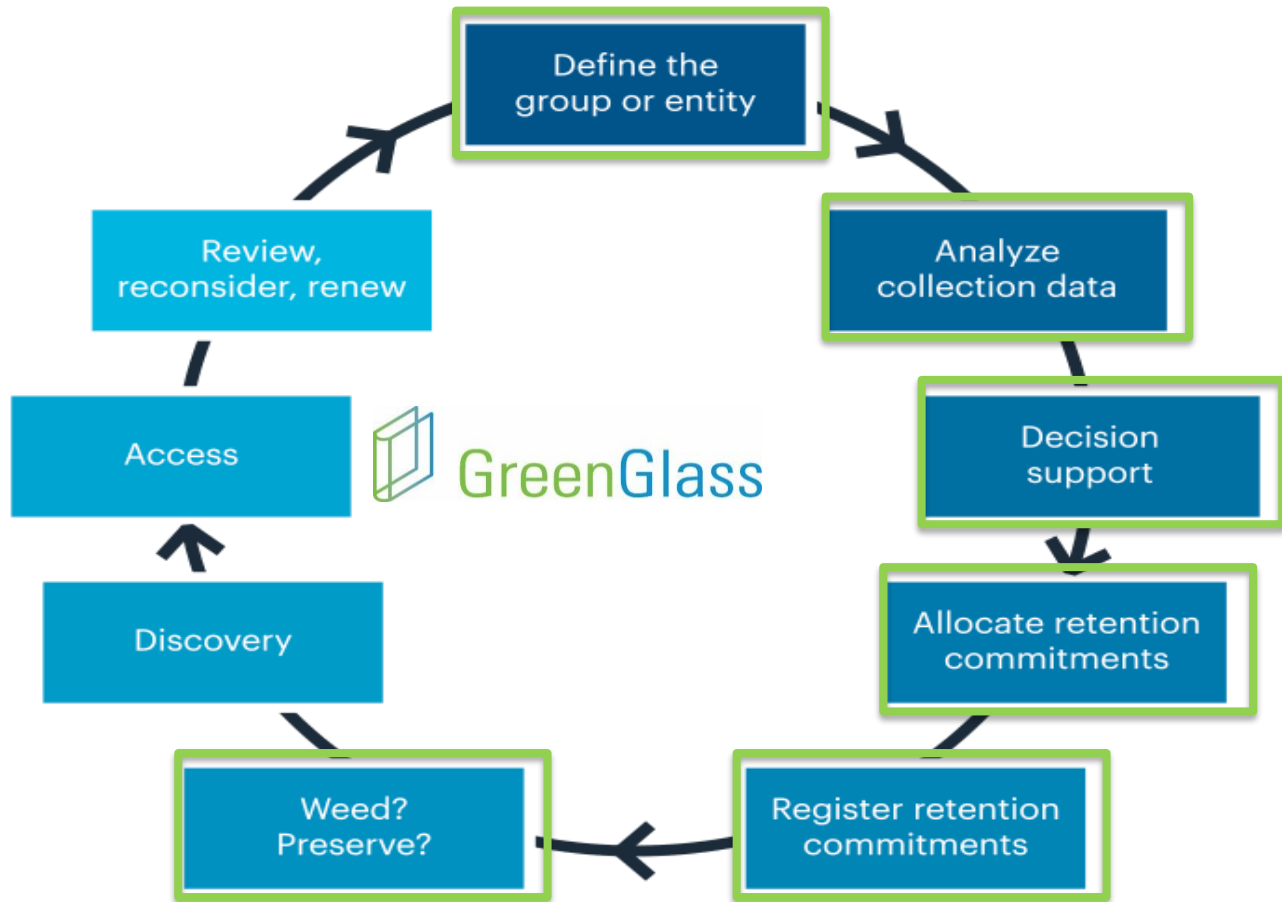 Define the
group or entity
Analyze
collection data
Decision
support
Allocate retention
commitments
Register retention
commitments
Weed?
Preserve?
Discovery
Access
Review,
reconsider, renew
GreenGlass